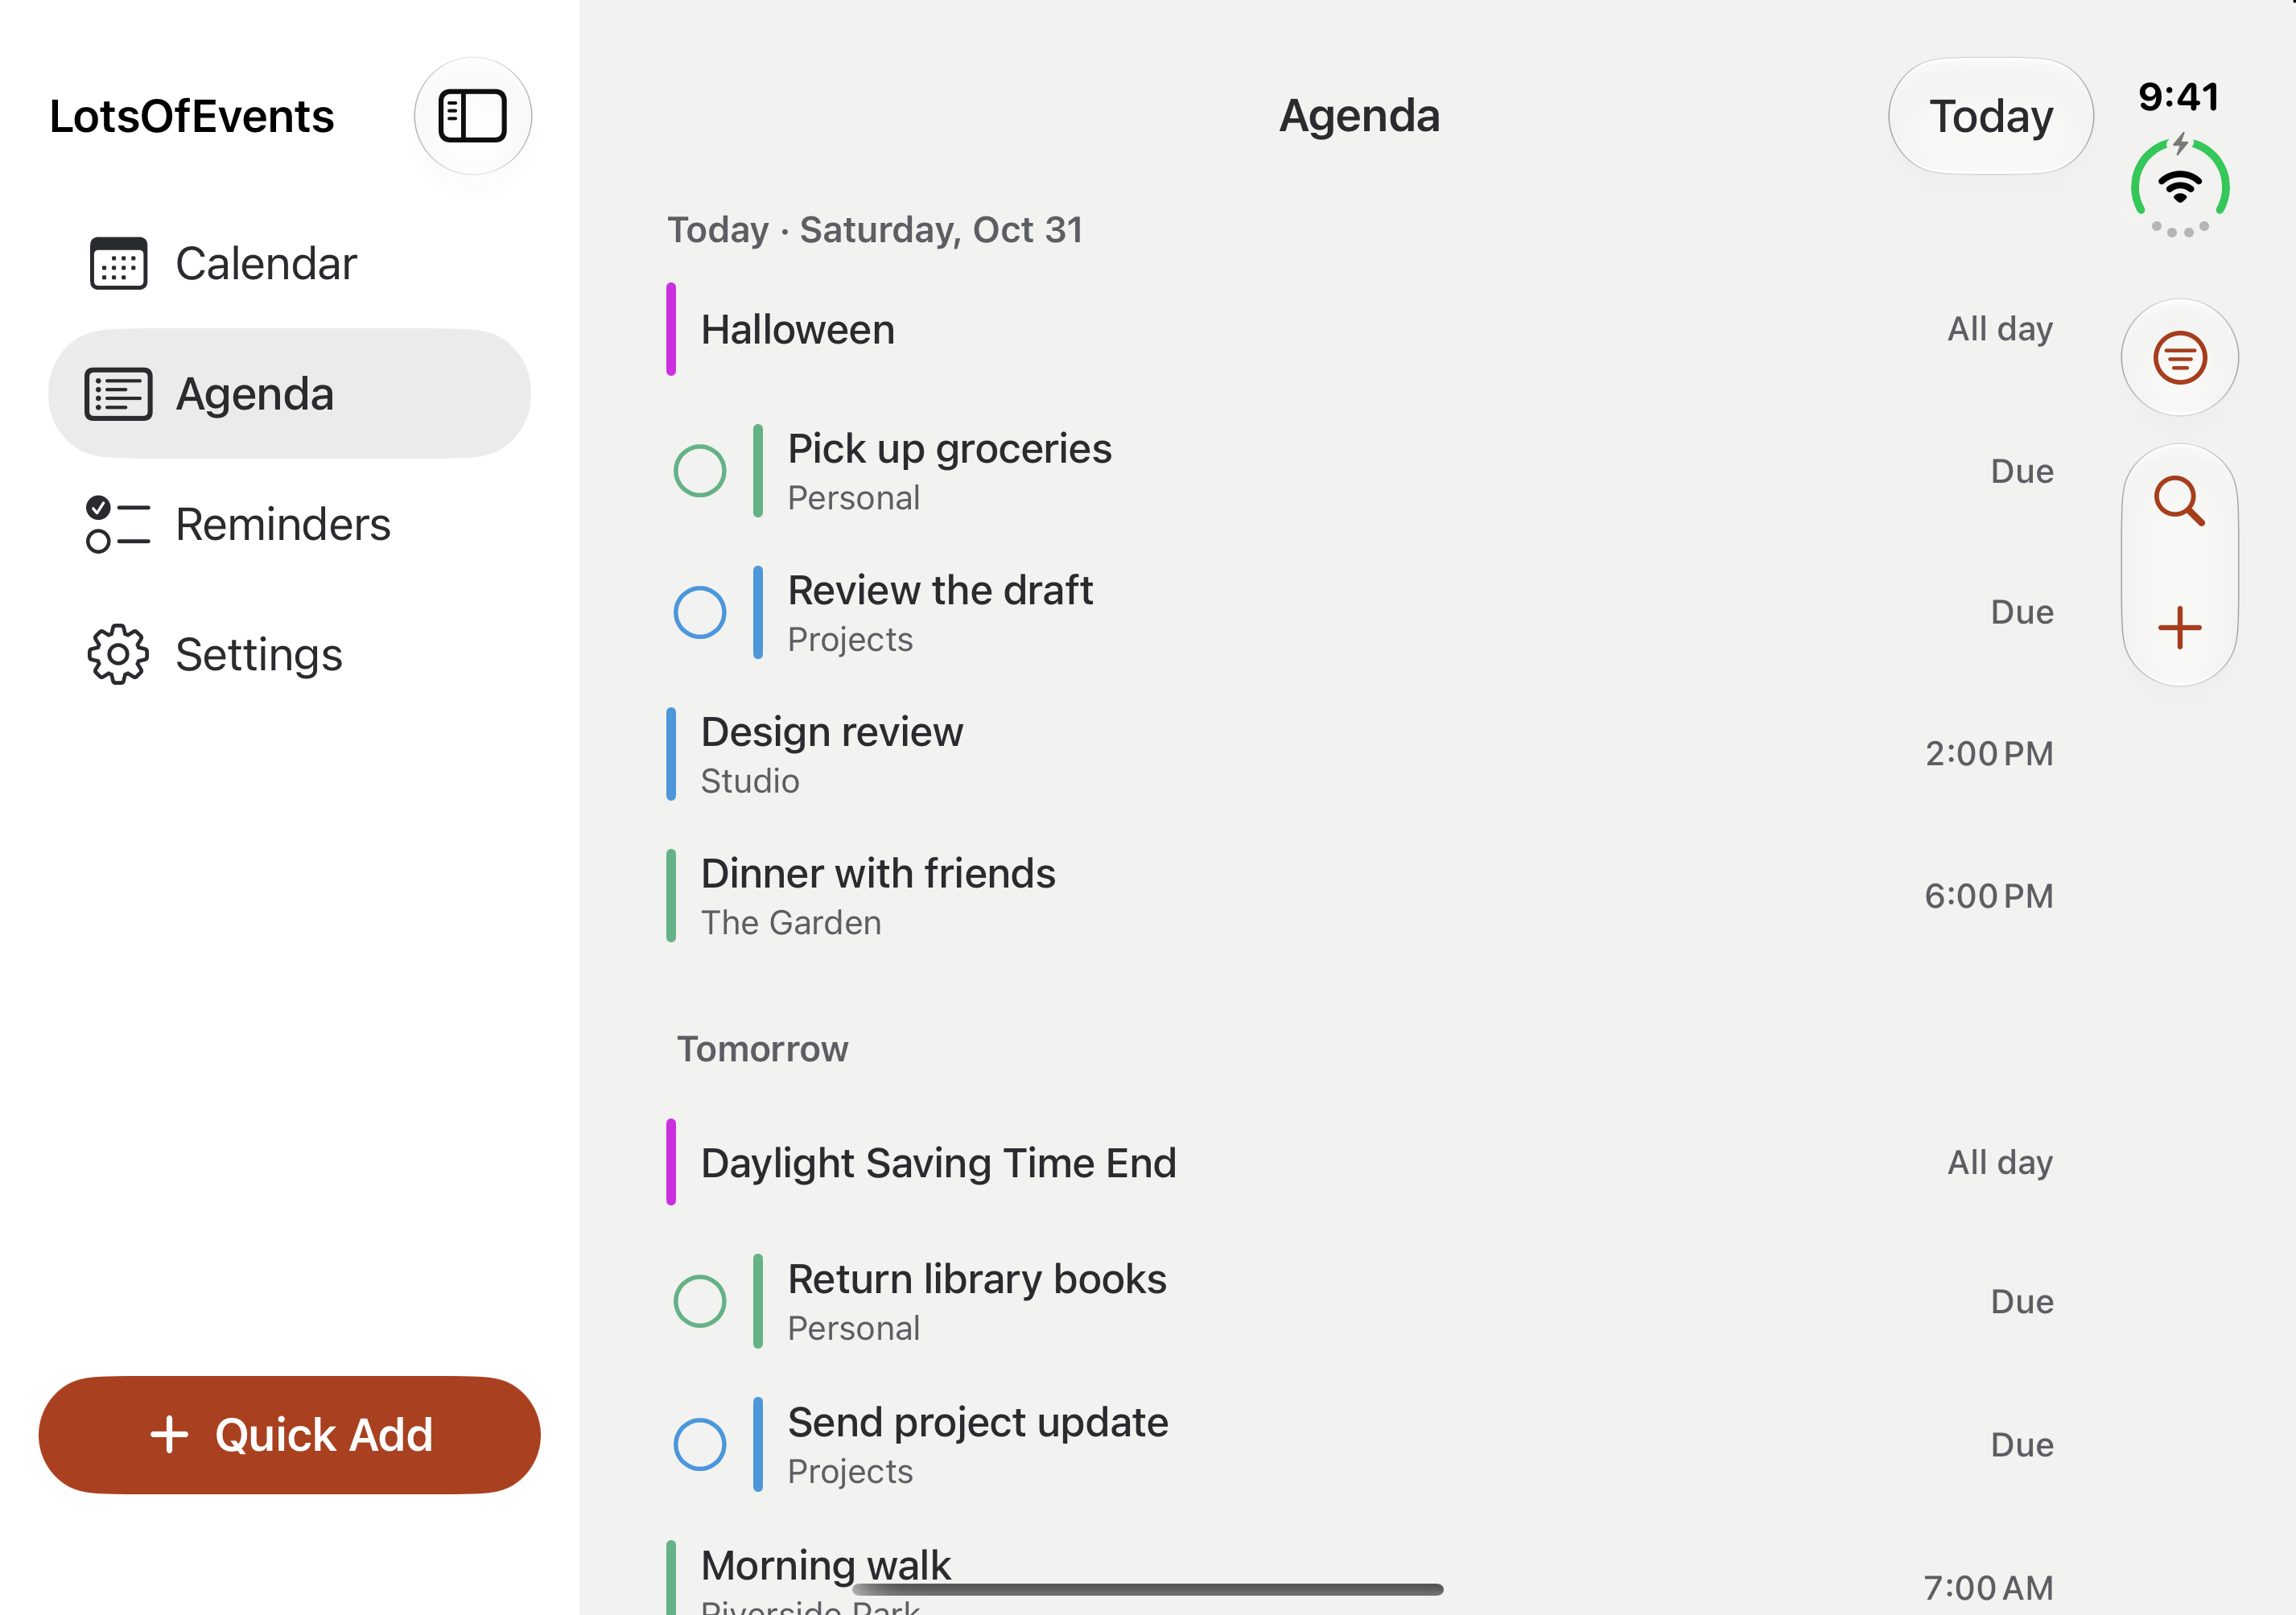 LotsOfEvents
Calendar
Agenda
Reminders
Settings
Quick Add
Agenda
Today
9:41
Today · Saturday, Oct 31
Halloween
All day
Pick up groceries
Personal
Due
Review the draft
Projects
Due
Design review
Studio
2:00 PM
Dinner with friends
The Garden
6:00 PM
Tomorrow
Daylight Saving Time End
All day
Return library books
Personal
Due
Send project update
Projects
Due
Morning walk
Riverside Park
7:00 AM